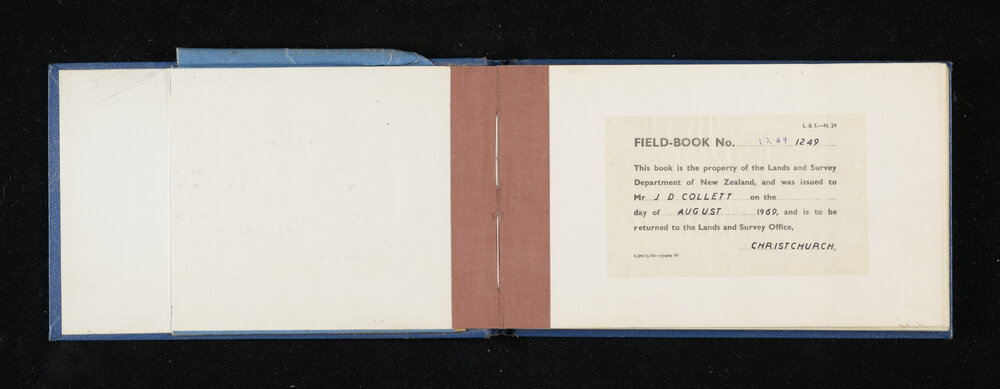 L. & S.—N. 24
FIELD-BOOK No. 1249 1249
This book is the property of the Lands and Survey
Department of New Zealand, and was issued to
Mr J D COLLETT on the
day of AUGUST 1969, and is to be
returned to the Lands and Survey Office,
CHRISTCHURCH.